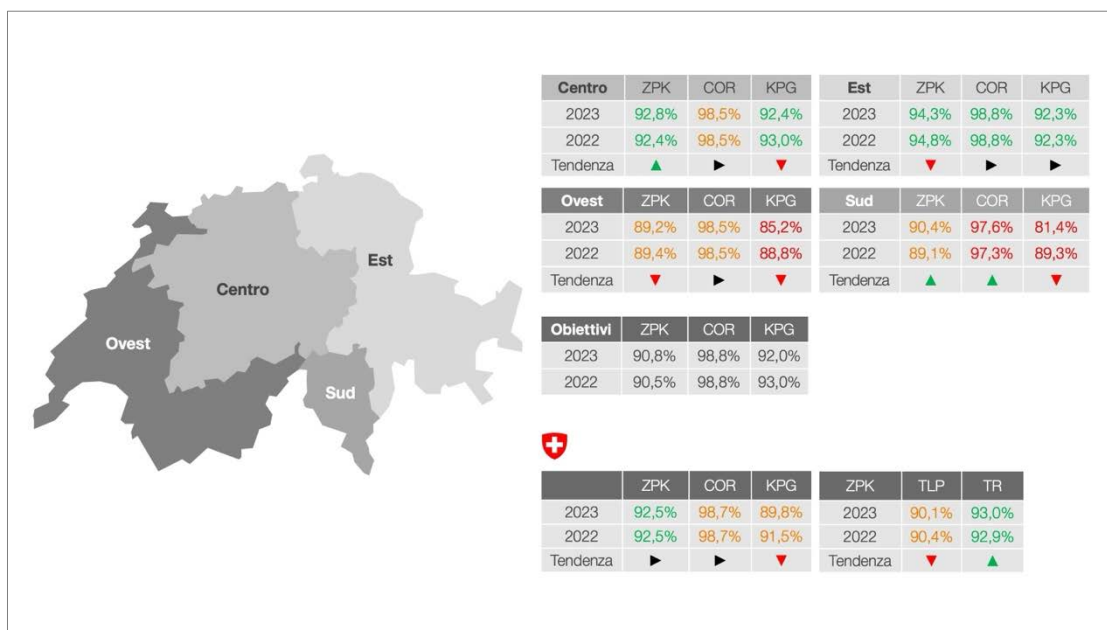 Centro ZPK COR KPG
2023 92,8% 98,5% 92,4%
2022 92,4% 98,5% 93,0%
Tendenza ▲ ► ▼
Est ZPK COR KPG
2023 94,3% 98,8% 92,3%
2022 94,8% 98,8% 92,3%
Tendenza ▼ ► ►
Ovest ZPK COR KPG
2023 89,2% 98,5% 85,2%
2022 89,4% 98,5% 88,8%
Tendenza ▼ ► ▼
Sud ZPK COR KPG
2023 90,4% 97,6% 81,4%
2022 89,1% 97,3% 89,3%
Tendenza ▲ ▲ ▼
Est
Centro
Ovest
Sud
Obiettivi ZPK COR KPG
2023 90,8% 98,8% 92,0%
2022 90,5% 98,8% 93,0%
ZPK COR KPG
2023 92,5% 98,7% 89,8%
2022 92,5% 98,7% 91,5%
Tendenza ► ► ▼
ZPK TLP TR
2023 90,1% 93,0%
2022 90,4% 92,9%
Tendenza ▼ ▲